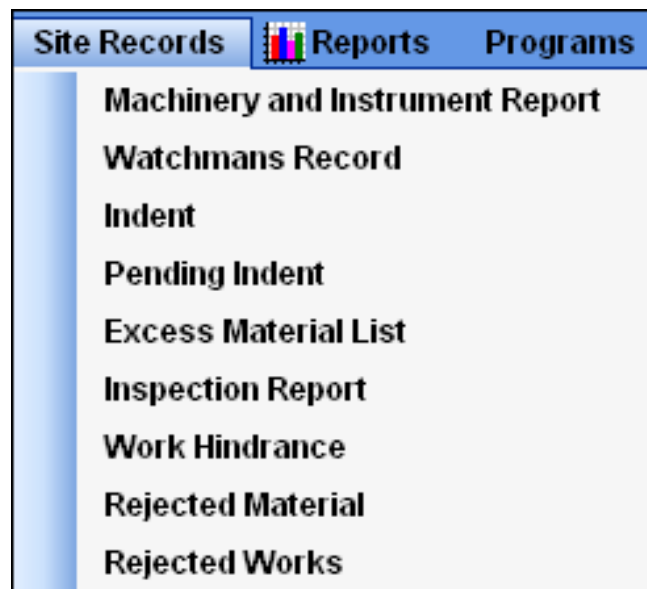 Site Records Reports Programs
Machinery and Instrument Report
Watchmans Record
Indent
Pending Indent
Excess Material List
Inspection Report
Work Hindrance
Rejected Material
Rejected Works